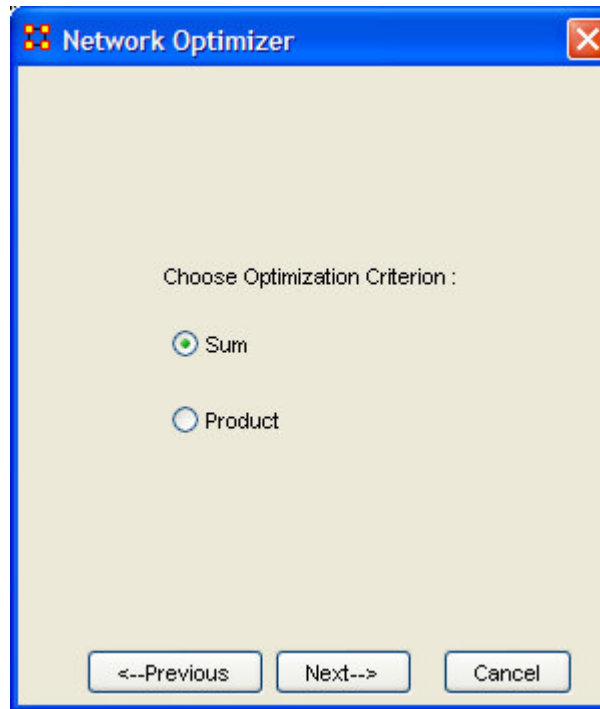 Network Optimizer
Choose Optimization Criterion :
Sum
Product
<--Previous Next--> Cancel